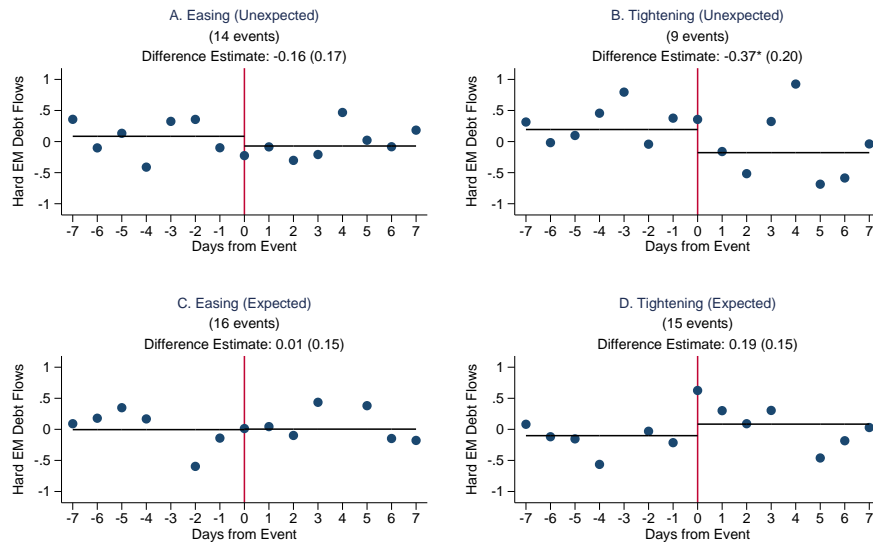 A. Easing (Unexpected)
(14 events)
Difference Estimate: -0.16 (0.17)
Hard EM Debt Flows
1
.5
0
-.5
-1
-7 -6 -5 -4 -3 -2 -1 0 1 2 3 4 5 6 7
Days from Event
B. Tightening (Unexpected)
(9 events)
Difference Estimate: -0.37* (0.20)
Hard EM Debt Flows
1
.5
0
-.5
-1
-7 -6 -5 -4 -3 -2 -1 0 1 2 3 4 5 6 7
Days from Event
C. Easing (Expected)
(16 events)
Difference Estimate: 0.01 (0.15)
Hard EM Debt Flows
1
.5
0
-.5
-1
-7 -6 -5 -4 -3 -2 -1 0 1 2 3 4 5 6 7
Days from Event
D. Tightening (Expected)
(15 events)
Difference Estimate: 0.19 (0.15)
Hard EM Debt Flows
1
.5
0
-.5
-1
-7 -6 -5 -4 -3 -2 -1 0 1 2 3 4 5 6 7
Days from Event